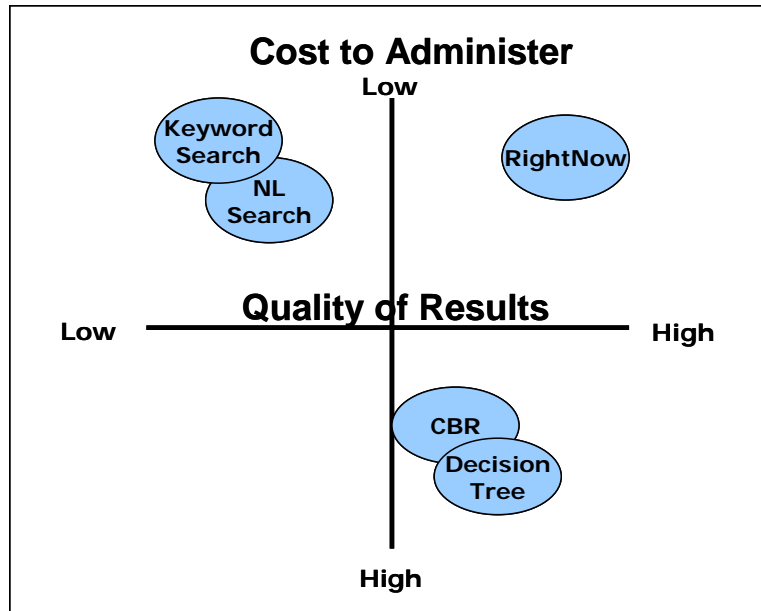 Cost to Administer
Low
Keyword
Search
RightNow
NL
Search
Quality of Results
Low
High
CBR
Decision
Tree
High